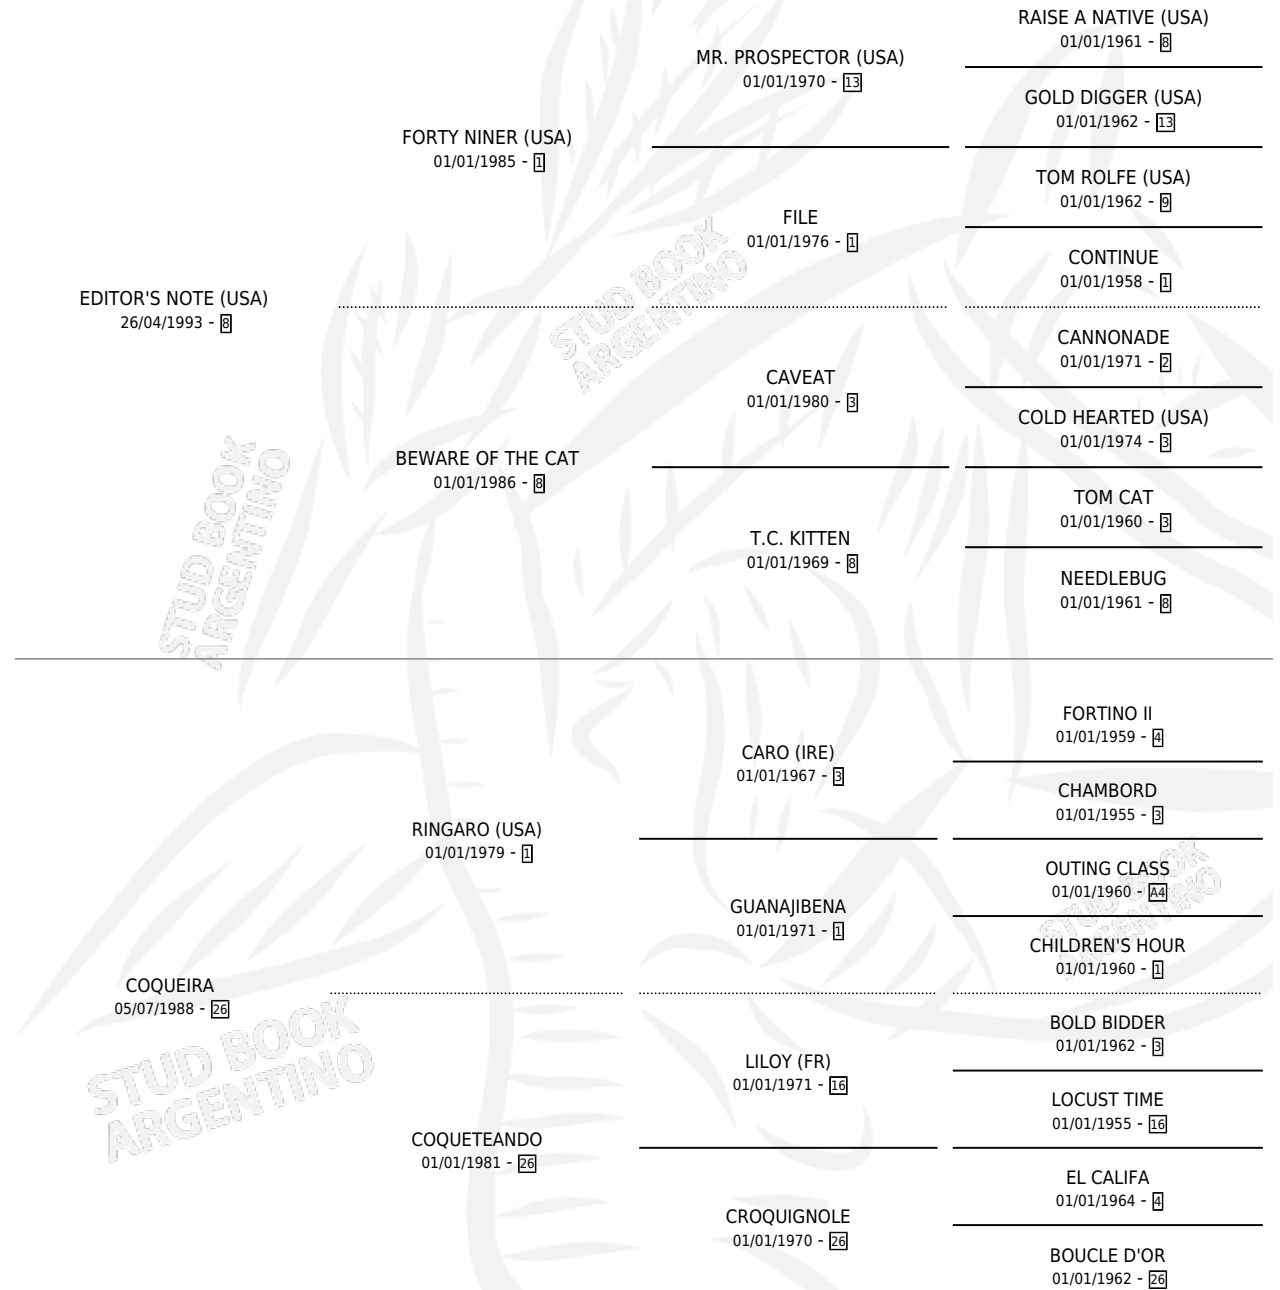 RAISE A NATIVE (USA)
01/01/1961 - 8
MR. PROSPECTOR (USA)
01/01/1970 - 13
GOLD DIGGER (USA)
01/01/1962 - 13
FORTY NINER (USA)
01/01/1985 - 1
TOM ROLFE (USA)
01/01/1962 - 9
FILE
01/01/1976 - 1
CONTINUE
01/01/1958 - 1
EDITOR'S NOTE (USA)
26/04/1993 - 8
CANNONADE
01/01/1971 - 2
CAVEAT
01/01/1980 - 3
COLD HEARTED (USA)
01/01/1974 - 3
BEWARE OF THE CAT
01/01/1986 - 8
TOM CAT
01/01/1960 - 3
T.C. KITTEN
01/01/1969 - 8
NEEDLEBUG
01/01/1961 - 8
STUD BOOK
ARGENTINO
STUD BOOK
ARGENTINO
FORTINO II
01/01/1959 - 4
CARO (IRE)
01/01/1967 - 3
CHAMBORD
01/01/1955 - 3
RINGARO (USA)
01/01/1979 - 1
OUTING CLASS
01/01/1960 - A4
GUANAJIBENA
01/01/1971 - 1
CHILDREN'S HOUR
01/01/1960 - 1
COQUEIRA
05/07/1988 - 26
BOLD BIDDER
01/01/1962 - 3
LILOY (FR)
01/01/1971 - 16
LOCUST TIME
01/01/1955 - 16
COQUETEANDO
01/01/1981 - 26
EL CALIFA
01/01/1964 - 4
CROQUIGNOLE
01/01/1970 - 26
BOUCLE D'OR
01/01/1962 - 26
STUD BOOK
ARGENTINO
STUD BOOK
ARGENTINO